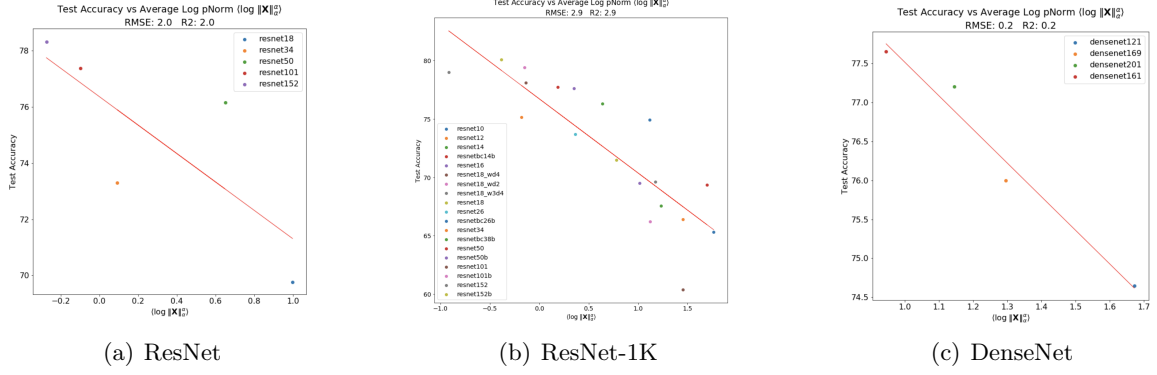 Test Accuracy vs Average Log pNorm ⟨log ‖X‖αα⟩
RMSE: 2.0 R2: 2.0
Test Accuracy
78
76
74
72
70
−0.2
0.0
0.2
0.4
0.6
0.8
1.0
⟨log ‖X‖αα⟩
resnet18
resnet34
resnet50
resnet101
resnet152
(a) ResNet
Test Accuracy vs Average Log pNorm ⟨log ‖X‖αα⟩
RMSE: 2.9 R2: 2.9
Test Accuracy
80
75
70
65
60
−1.0
−0.5
0.0
0.5
1.0
1.5
⟨log ‖X‖αα⟩
resnet10
resnet12
resnet14
resnetbc14b
resnet16
resnet18_wd4
resnet18_wd2
resnet18_w3d4
resnet18
resnet26
resnetbc26b
resnet34
resnetbc38b
resnet50
resnet50b
resnet101
resnet101b
resnet152
resnet152b
(b) ResNet-1K
Test Accuracy vs Average Log pNorm ⟨log ‖X‖αα⟩
RMSE: 0.2 R2: 0.2
Test Accuracy
77.5
77.0
76.5
76.0
75.5
75.0
74.5
1.0
1.1
1.2
1.3
1.4
1.5
1.6
1.7
⟨log ‖X‖αα⟩
densenet121
densenet169
densenet201
densenet161
(c) DenseNet